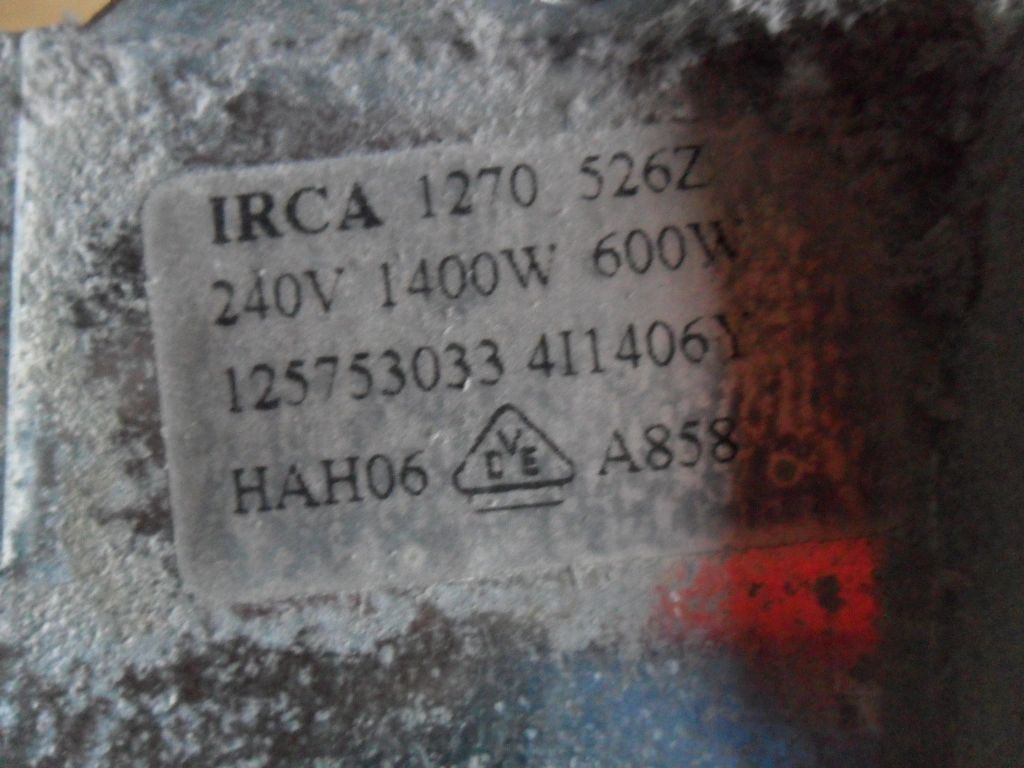 IRCA 1270 526Z
240V 1400W 600W
125753033 4I1406Y
HAH06 DVE A858